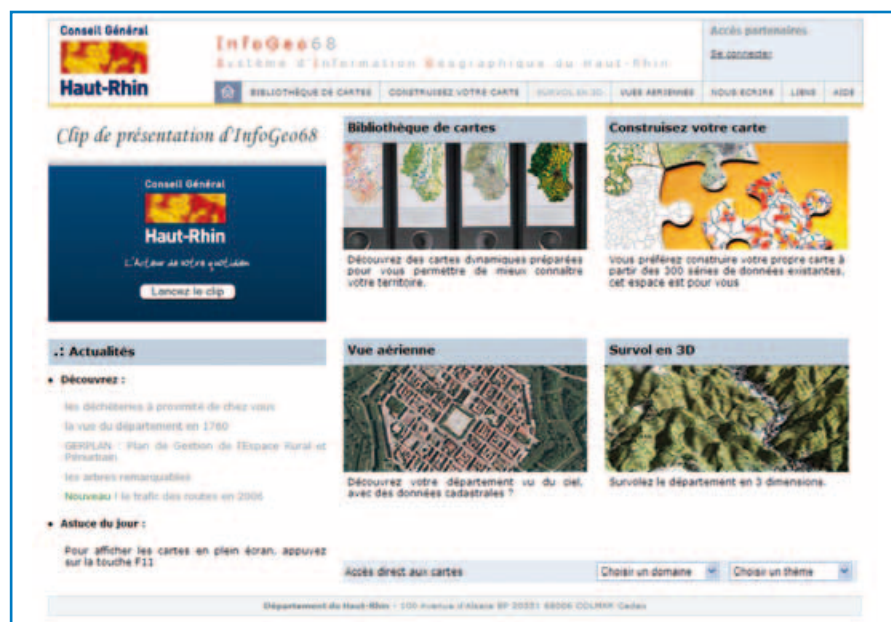 Conseil Général
Haut-Rhin
InfoGeo68
Système d'Information Géographique du Haut-Rhin
Accès partenaires
Se connecter
BIBLIOTHÈQUE DE CARTES
CONSTRUISEZ VOTRE CARTE
SURVOL EN 3D
VUES AERIENNES
NOUS ECRIRE
LIENS
AIDE
Clip de présentation d'InfoGeo68
Conseil Général
Haut-Rhin
L'Acteur de votre quotidien
Lancez le clip
Bibliothèque de cartes
Découvrez des cartes dynamiques préparées
pour vous permettre de mieux connaître
votre territoire.
Construisez votre carte
Vous préférez construire votre propre carte à
partir des 300 séries de données existantes,
cet espace est pour vous
.: Actualités
• Découvrez :
les déchèteries à proximité de chez vous
la vue du département en 1760
GERPLAN : Plan de Gestion de l'Espace Rural et
Périurbain
les arbres remarquables
Nouveau ! le trafic des routes en 2006
• Astuce du jour :
Pour afficher les cartes en plein écran, appuyez
sur la touche F11
Vue aérienne
Découvrez votre département vu du ciel,
avec des données cadastrales ?
Survol en 3D
Survolez le département en 3 dimensions.
Accès direct aux cartes
Choisir un domaine
Choisir un thème
Département du Haut-Rhin - 100 Avenue d'Alsace BP 20351 68006 COLMAR Cedex